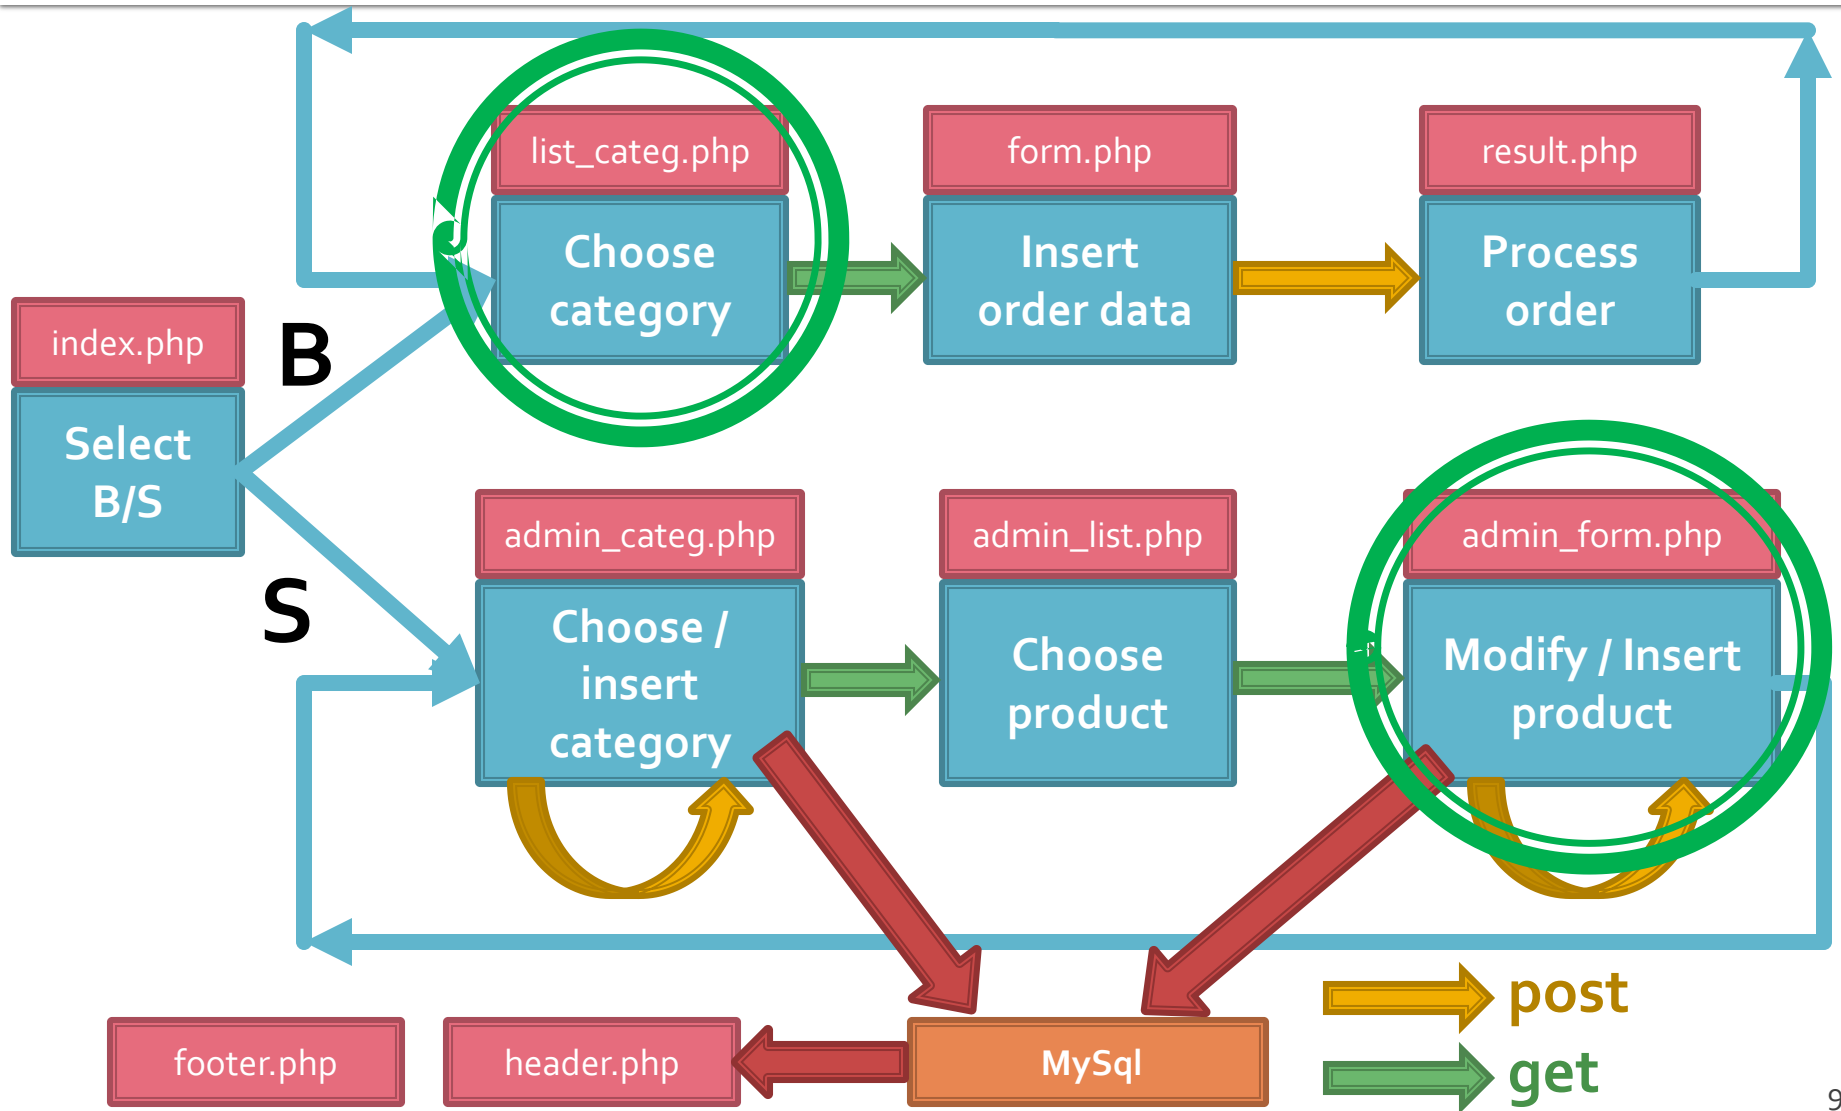 list_categ.php
Choose
category
form.php
Insert
order data
result.php
Process
order
index.php
Select
B/S
B
S
admin_categ.php
Choose /
insert
category
admin_list.php
Choose
product
admin_form.php
Modify / Insert
product
footer.php
header.php
MySql
post
get
9